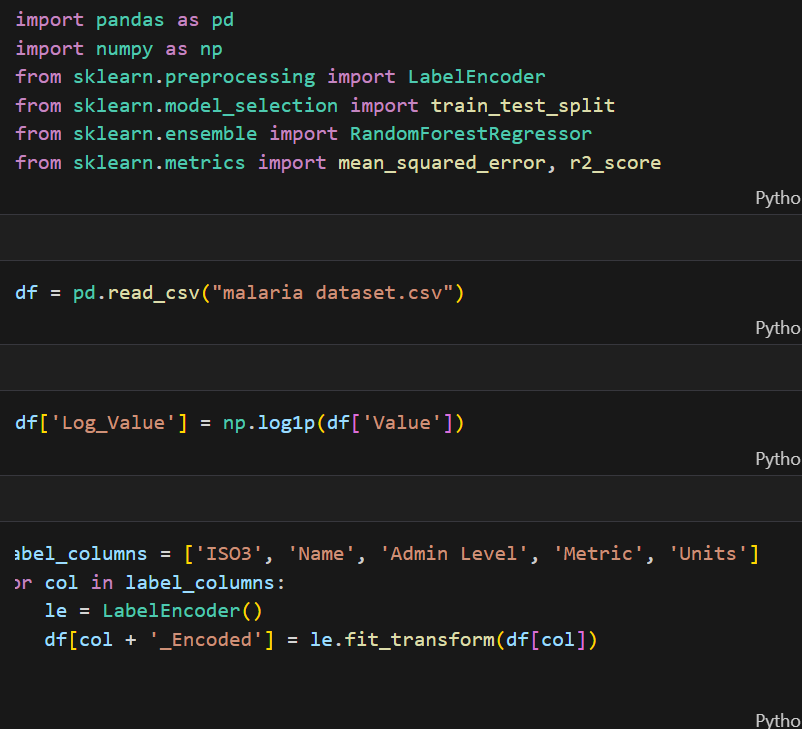 import pandas as pd
import numpy as np
from sklearn.preprocessing import LabelEncoder
from sklearn.model_selection import train_test_split
from sklearn.ensemble import RandomForestRegressor
from sklearn.metrics import mean_squared_error, r2_score
Pytho
df = pd.read_csv("malaria dataset.csv")
Pytho
df['Log_Value'] = np.log1p(df['Value'])
Pytho
abel_columns = ['ISO3', 'Name', 'Admin Level', 'Metric', 'Units']
or col in label_columns:
le = LabelEncoder()
df[col + '_Encoded'] = le.fit_transform(df[col])
Pytho